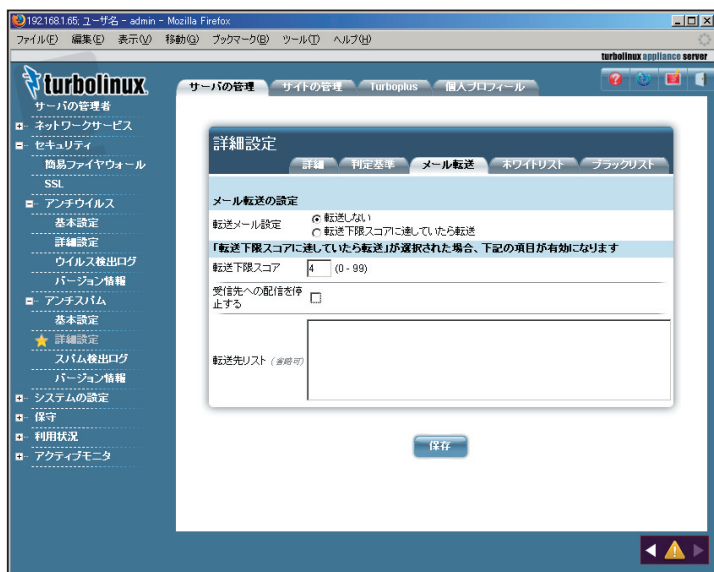 192.168.1.65; ユーザ名 - admin - Mozilla Firefox
ファイル(F) 編集(E) 表示(V) 移動(G) ブックマーク(B) ツール(T) ヘルプ(H)
turbolinux appliance server
turbolinux
サーバの管理 サイトの管理 Turboplus 個人プロフィール
サーバの管理者
ネットワークサービス
セキュリティ
簡易ファイヤウォール
SSL
アンチウイルス
基本設定
詳細設定
ウイルス検出ログ
バージョン情報
アンチスパム
基本設定
詳細設定
スパム検出ログ
バージョン情報
システムの設定
保守
利用状況
アクティブモニタ
詳細設定
詳細 判定基準 メール転送 ホワイトリスト ブラックリスト
メール転送の設定
転送メール設定
転送しない
転送下限スコアに達していたら転送
「転送下限スコアに達していたら転送」が選択された場合、下記の項目が有効になります
転送下限スコア 4 (0 - 99)
受信先への配信を停
止する
転送先リスト (省略可)
保存